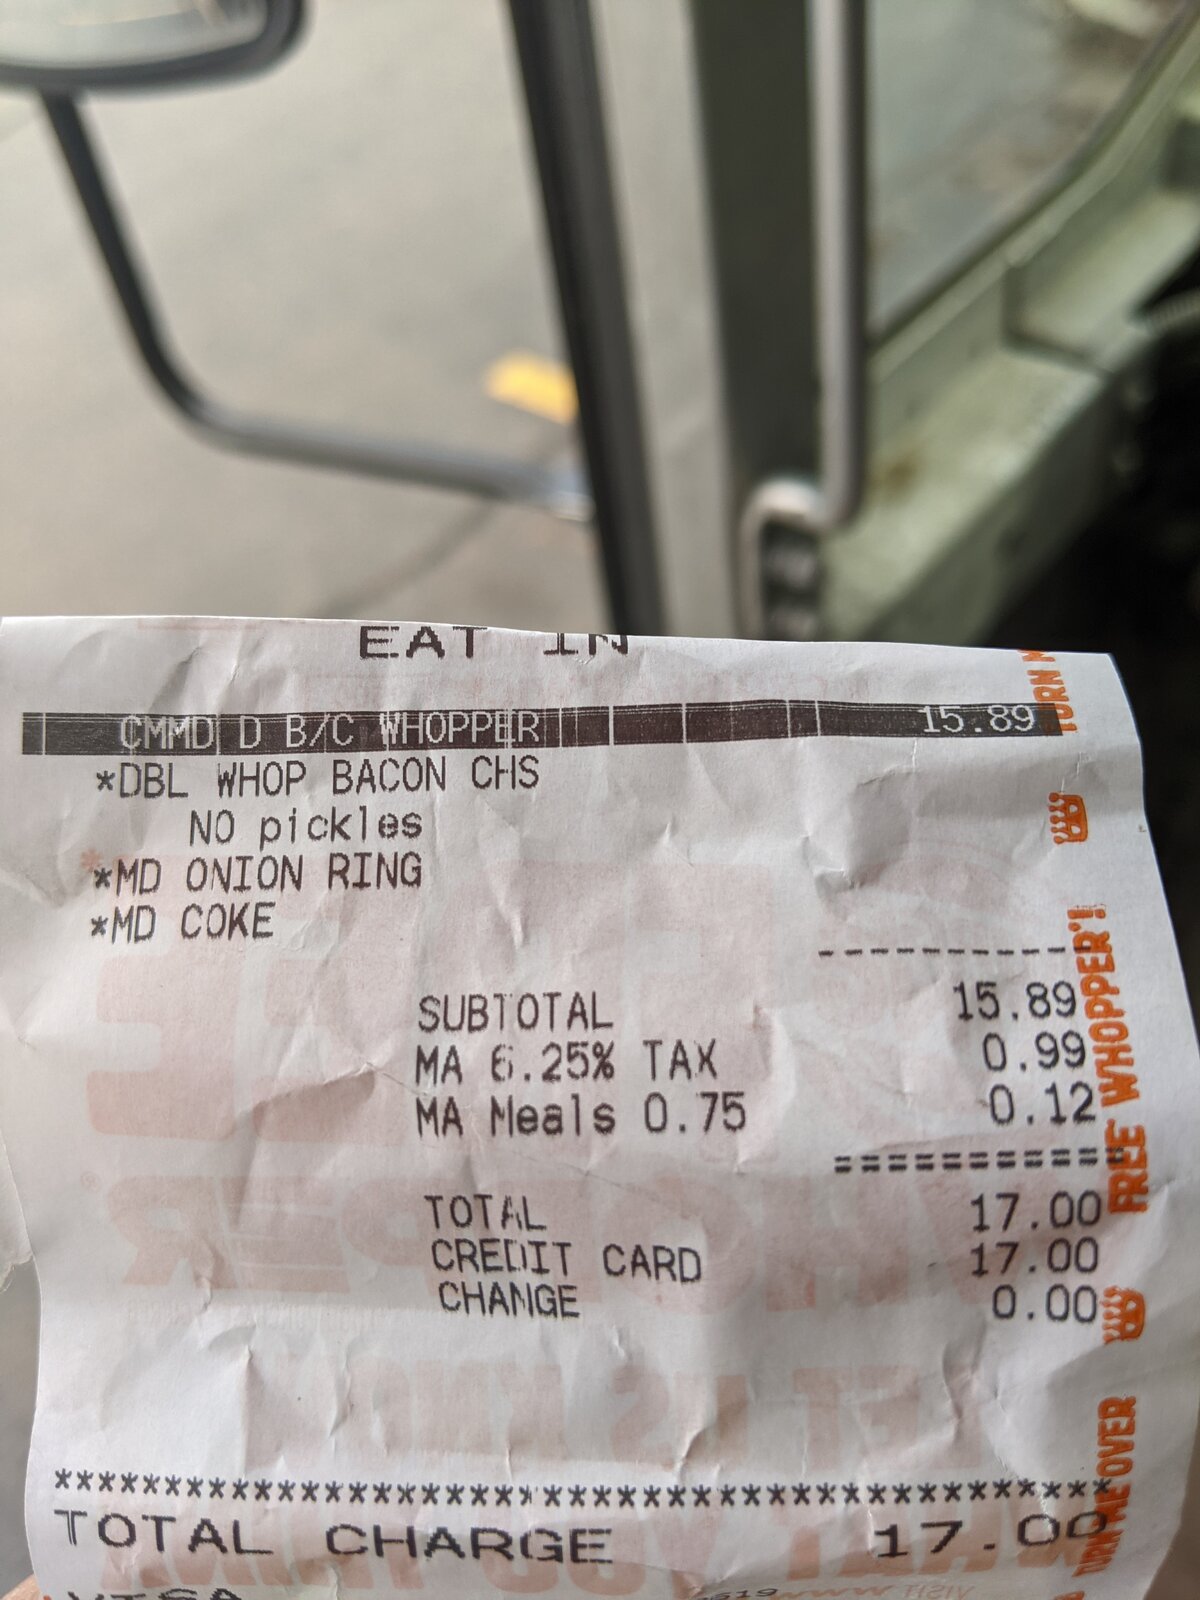 EAT IN
CMMD D B/C WHOPPER 15.89
*DBL WHOP BACON CHS
NO pickles
*MD ONION RING
*MD COKE
SUBTOTAL 15.89
MA 6.25% TAX 0.99
MA Meals 0.75 0.12
===========
TOTAL 17.00
CREDIT CARD 17.00
CHANGE 0.00
TOTAL CHARGE 17.00
VISA
FREE WHOPPER!
TURN ME OVER